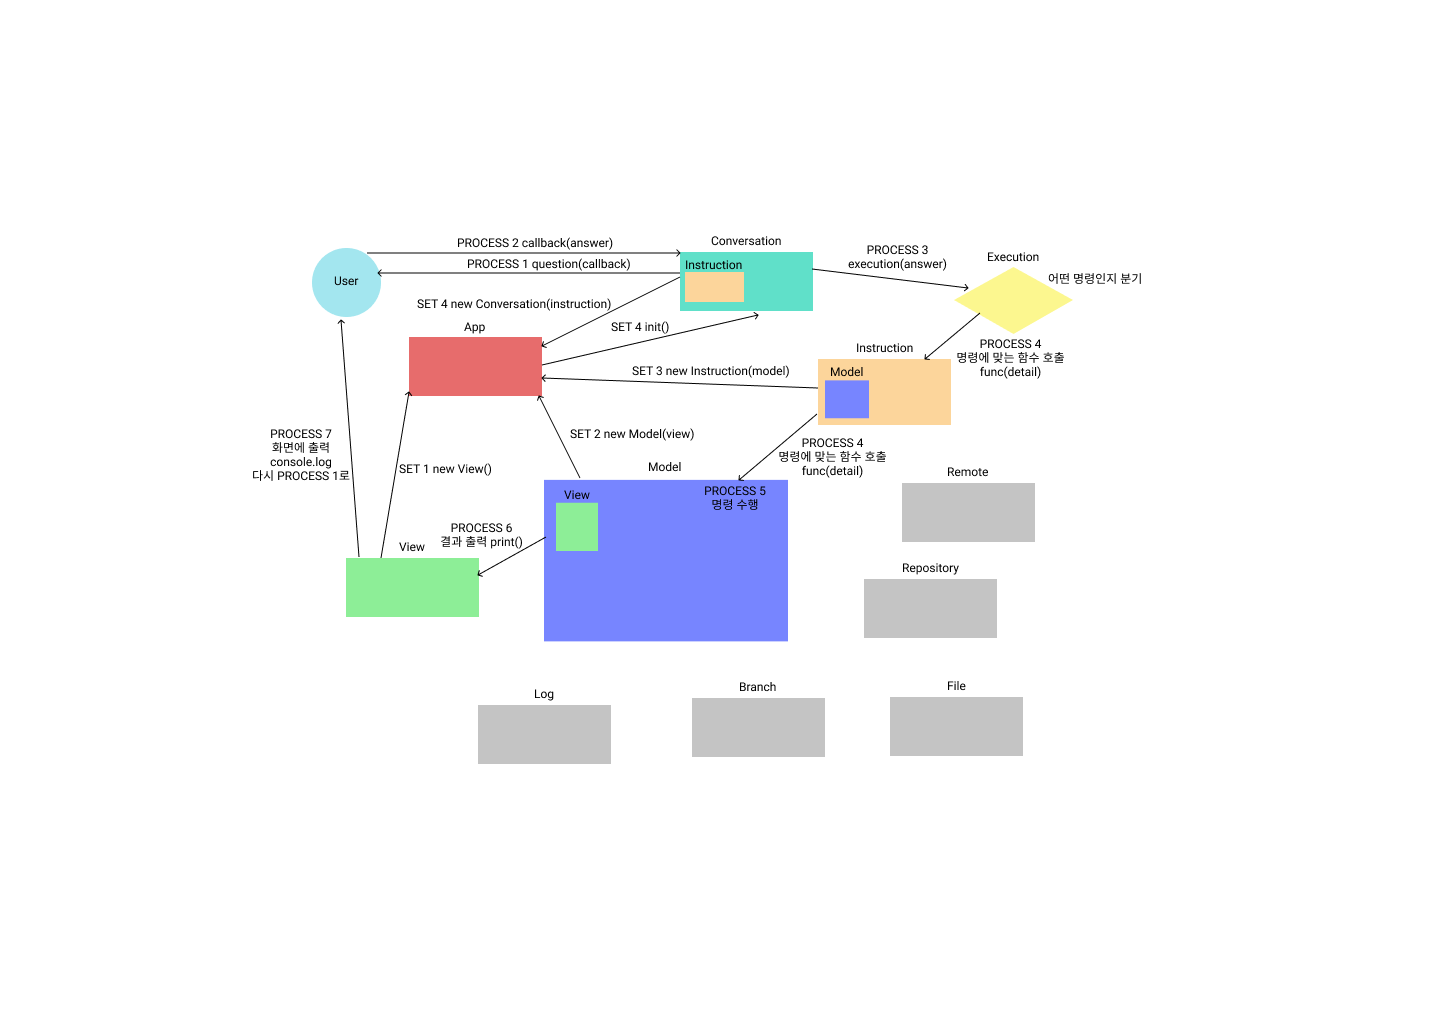 PROCESS 2 callback(answer)
Conversation
PROCESS 3
execution(answer)
PROCESS 1 question(callback)
Instruction
Execution
어떤 명령인지 분기
User
SET 4 new Conversation(instruction)
App
SET 4 init()
Instruction
PROCESS 4
명령에 맞는 함수 호출
func(detail)
SET 3 new Instruction(model)
Model
PROCESS 7
화면에 출력
console.log
다시 PROCESS 1로
SET 2 new Model(view)
PROCESS 4
명령에 맞는 함수 호출
func(detail)
SET 1 new View()
Model
Remote
View
PROCESS 5
명령 수행
PROCESS 6
결과 출력 print()
View
Repository
Log
Branch
File